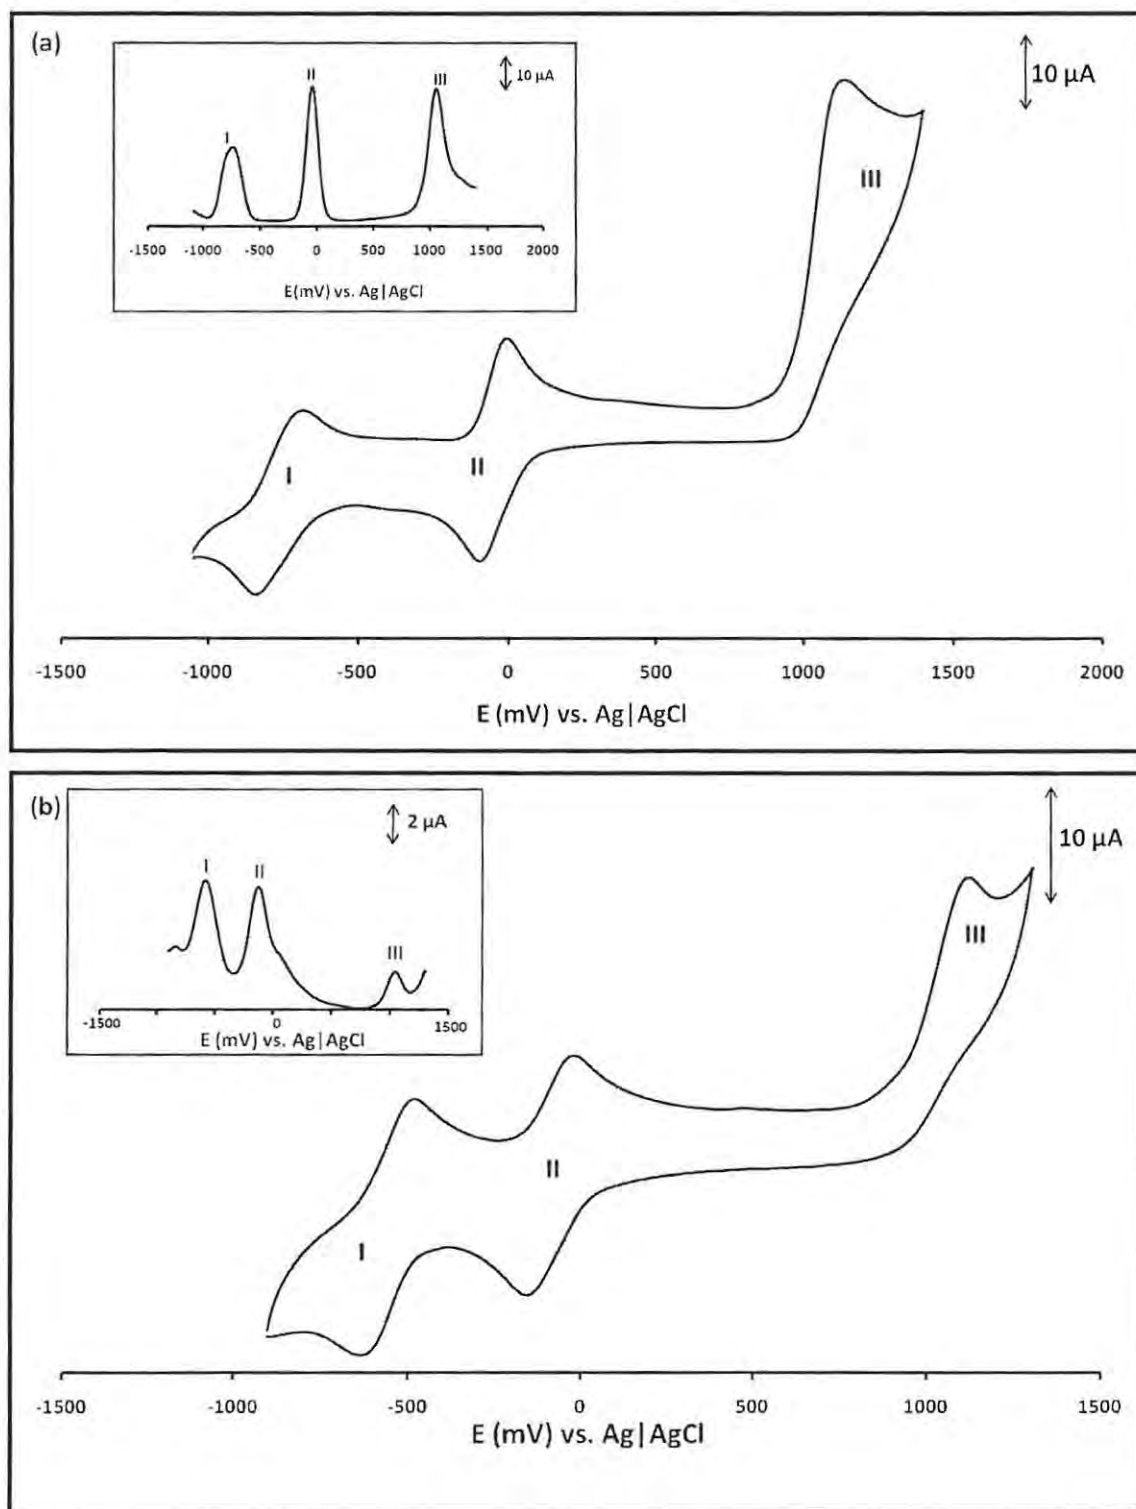 (a)
I
II
III
10 µA
-1500 -1000 -500 0 500 1000 1500 2000
E(mV) vs. Ag|AgCl
10 µA
III
II
I
-1500 -1000 -500 0 500 1000 1500 2000
E (mV) vs. Ag|AgCl
(b)
I
II
III
2 µA
-1500 0 1500
E (mV) vs. Ag|AgCl
10 µA
III
II
I
-1500 -1000 -500 0 500 1000 1500
E (mV) vs. Ag|AgCl